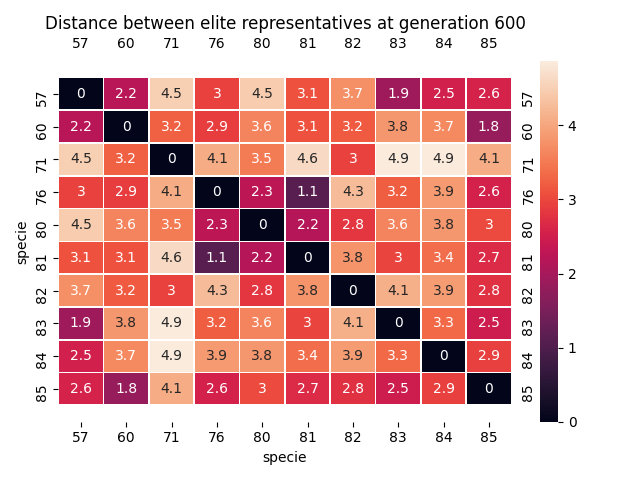 Distance between elite representatives at generation 600
57 60 71 76 80 81 82 83 84 85
57 0 2.2 4.5 3 4.5 3.1 3.7 1.9 2.5 2.6 57
60 2.2 0 3.2 2.9 3.6 3.1 3.2 3.8 3.7 1.8 60
71 4.5 3.2 0 4.1 3.5 4.6 3 4.9 4.9 4.1 71
76 3 2.9 4.1 0 2.3 1.1 4.3 3.2 3.9 2.6 76
80 4.5 3.6 3.5 2.3 0 2.2 2.8 3.6 3.8 3 80
81 3.1 3.1 4.6 1.1 2.2 0 3.8 3 3.4 2.7 81
82 3.7 3.2 3 4.3 2.8 3.8 0 4.1 3.9 2.8 82
83 1.9 3.8 4.9 3.2 3.6 3 4.1 0 3.3 2.5 83
84 2.5 3.7 4.9 3.9 3.8 3.4 3.9 3.3 0 2.9 84
85 2.6 1.8 4.1 2.6 3 2.7 2.8 2.5 2.9 0 85
57 60 71 76 80 81 82 83 84 85
specie
specie
4
3
2
1
0